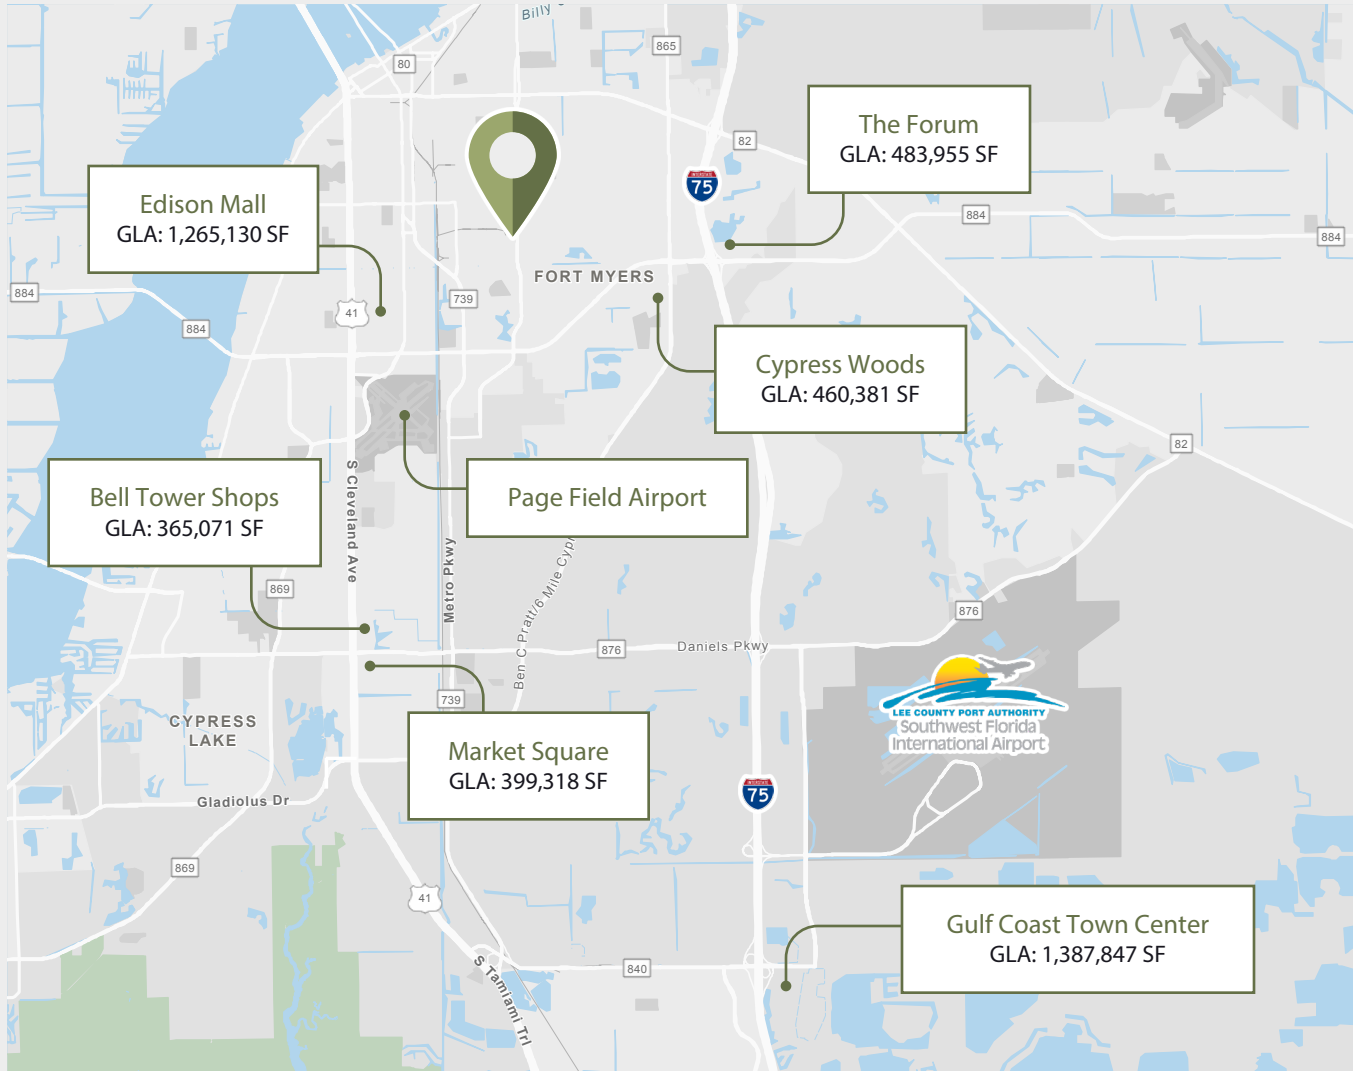 Billy
865
80
The Forum
GLA: 483,955 SF
82
75
Edison Mall
GLA: 1,265,130 SF
884
884
FORT MYERS
884
739
41
884
Cypress Woods
GLA: 460,381 SF
82
Bell Tower Shops
GLA: 365,071 SF
S Cleveland Ave
Page Field Airport
Metro Pkwy
Ben C Pratt/6 Mile Cypr
869
876
876
Daniels Pkwy
LEE COUNTY PORT AUTHORITY
Southwest Florida
International Airport
739
CYPRESS
LAKE
Market Square
GLA: 399,318 SF
INTERSTATE
75
Gladiolus Dr
869
41
Gulf Coast Town Center
GLA: 1,387,847 SF
S Tamiami Trl
840